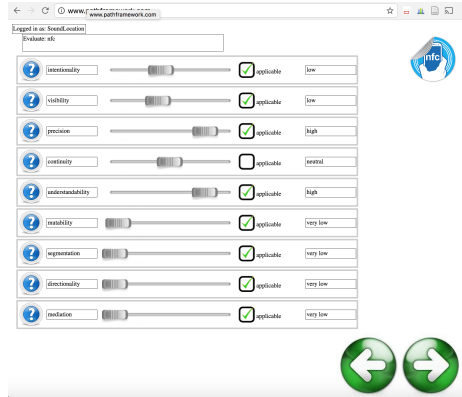 www.pathframework.com
www.pathframework.com
Logged in as: SoundLocation
Evaluate: nfc
nfc
intentionality applicable low
visibility applicable low
precision applicable high
continuity applicable neutral
understandability applicable high
mutability applicable very low
segmentation applicable very low
directionality applicable very low
mediation applicable very low